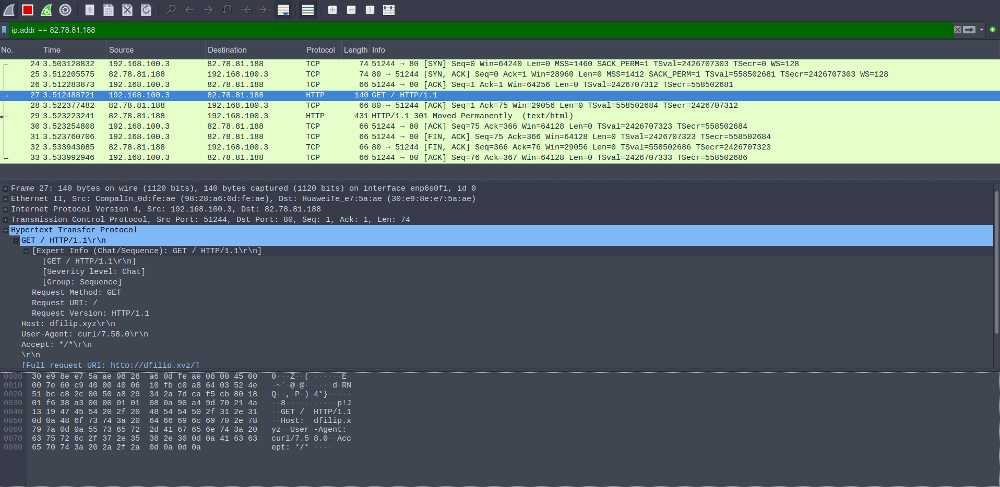 ip.addr == 82.78.81.188
No. Time Source Destination Protocol Length Info
24 3.503128832 192.168.100.3 82.78.81.188 TCP 74 51244 → 80 [SYN] Seq=0 Win=64240 Len=0 MSS=1460 SACK_PERM=1 TSval=2426707303 TSecr=0 WS=128
25 3.512205575 82.78.81.188 192.168.100.3 TCP 74 80 → 51244 [SYN, ACK] Seq=0 Ack=1 Win=28960 Len=0 MSS=1412 SACK_PERM=1 TSval=558502681 TSecr=2426707303 WS=128
26 3.512283873 192.168.100.3 82.78.81.188 TCP 66 51244 → 80 [ACK] Seq=1 Ack=1 Win=64256 Len=0 TSval=2426707312 TSecr=558502681
27 3.512488721 192.168.100.3 82.78.81.188 HTTP 140 GET / HTTP/1.1
28 3.522377482 82.78.81.188 192.168.100.3 TCP 66 80 → 51244 [ACK] Seq=1 Ack=75 Win=29056 Len=0 TSval=558502684 TSecr=2426707312
29 3.523223241 82.78.81.188 192.168.100.3 HTTP 431 HTTP/1.1 301 Moved Permanently  (text/html)
30 3.523254808 192.168.100.3 82.78.81.188 TCP 66 51244 → 80 [ACK] Seq=75 Ack=366 Win=64128 Len=0 TSval=2426707323 TSecr=558502684
31 3.523760706 192.168.100.3 82.78.81.188 TCP 66 51244 → 80 [FIN, ACK] Seq=75 Ack=366 Win=64128 Len=0 TSval=2426707323 TSecr=558502684
32 3.533943085 82.78.81.188 192.168.100.3 TCP 66 80 → 51244 [FIN, ACK] Seq=366 Ack=76 Win=29056 Len=0 TSval=558502686 TSecr=2426707323
33 3.533992946 192.168.100.3 82.78.81.188 TCP 66 51244 → 80 [ACK] Seq=76 Ack=367 Win=64128 Len=0 TSval=2426707333 TSecr=558502686
Frame 27: 140 bytes on wire (1120 bits), 140 bytes captured (1120 bits) on interface enp6s0f1, id 0
Ethernet II, Src: CompalIn_0d:fe:ae (98:28:a6:0d:fe:ae), Dst: HuaweiTe_e7:5a:ae (30:e9:8e:e7:5a:ae)
Internet Protocol Version 4, Src: 192.168.100.3, Dst: 82.78.81.188
Transmission Control Protocol, Src Port: 51244, Dst Port: 80, Seq: 1, Ack: 1, Len: 74
Hypertext Transfer Protocol
GET / HTTP/1.1\r\n
[Expert Info (Chat/Sequence): GET / HTTP/1.1\r\n]
[GET / HTTP/1.1\r\n]
[Severity level: Chat]
[Group: Sequence]
Request Method: GET
Request URI: /
Request Version: HTTP/1.1
Host: dfilip.xyz\r\n
User-Agent: curl/7.58.0\r\n
Accept: */*\r\n
\r\n
[Full request URI: http://dfilip.xyz/]
0000 30 e9 8e e7 5a ae 98 28 a6 0d fe ae 08 00 45 00 0···Z··( ······E·
0010 00 7e 60 c9 40 00 40 06 10 fb c0 a8 64 03 52 4e ·~`·@·@· ····d·RN
0020 51 bc c8 2c 00 50 a8 29 34 2a 7d ca f5 cb 80 18 Q··,·P·) 4*}·····
0030 01 f6 38 a3 00 00 01 01 08 0a 90 a4 9d 70 21 4a ··8····· ·····p!J
0040 13 19 47 45 54 20 2f 20 48 54 54 50 2f 31 2e 31 ··GET / HTTP/1.1
0050 0d 0a 48 6f 73 74 3a 20 64 66 69 6c 69 70 2e 78 ··Host: dfilip.x
0060 79 7a 0d 0a 55 73 65 72 2d 41 67 65 6e 74 3a 20 yz··User -Agent:
0070 63 75 72 6c 2f 37 2e 35 38 2e 30 0d 0a 41 63 63 curl/7.5 8.0··Acc
0080 65 70 74 3a 20 2a 2f 2a 0d 0a 0d 0a ept: */* ····